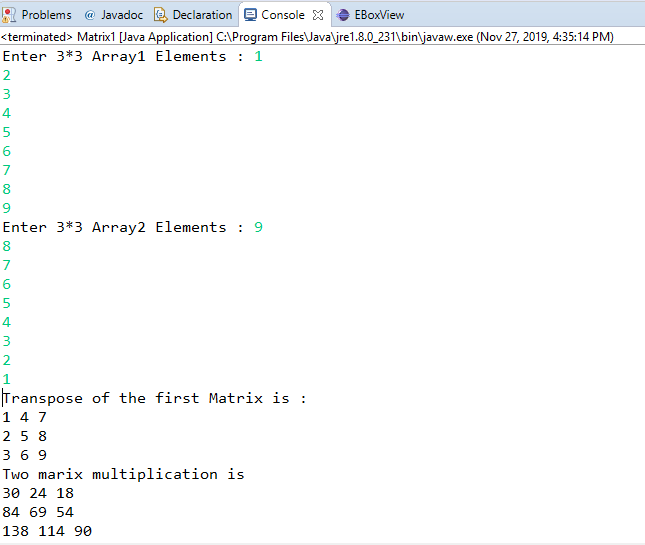 Problems @ Javadoc Declaration Console EBoxView
<terminated> Matrix1 [Java Application] C:\Program Files\Java\jre1.8.0_231\bin\javaw.exe (Nov 27, 2019, 4:35:14 PM)
Enter 3*3 Array1 Elements : 1
2
3
4
5
6
7
8
9
Enter 3*3 Array2 Elements : 9
8
7
6
5
4
3
2
1
Transpose of the first Matrix is :
1 4 7
2 5 8
3 6 9
Two marix multiplication is
30 24 18
84 69 54
138 114 90